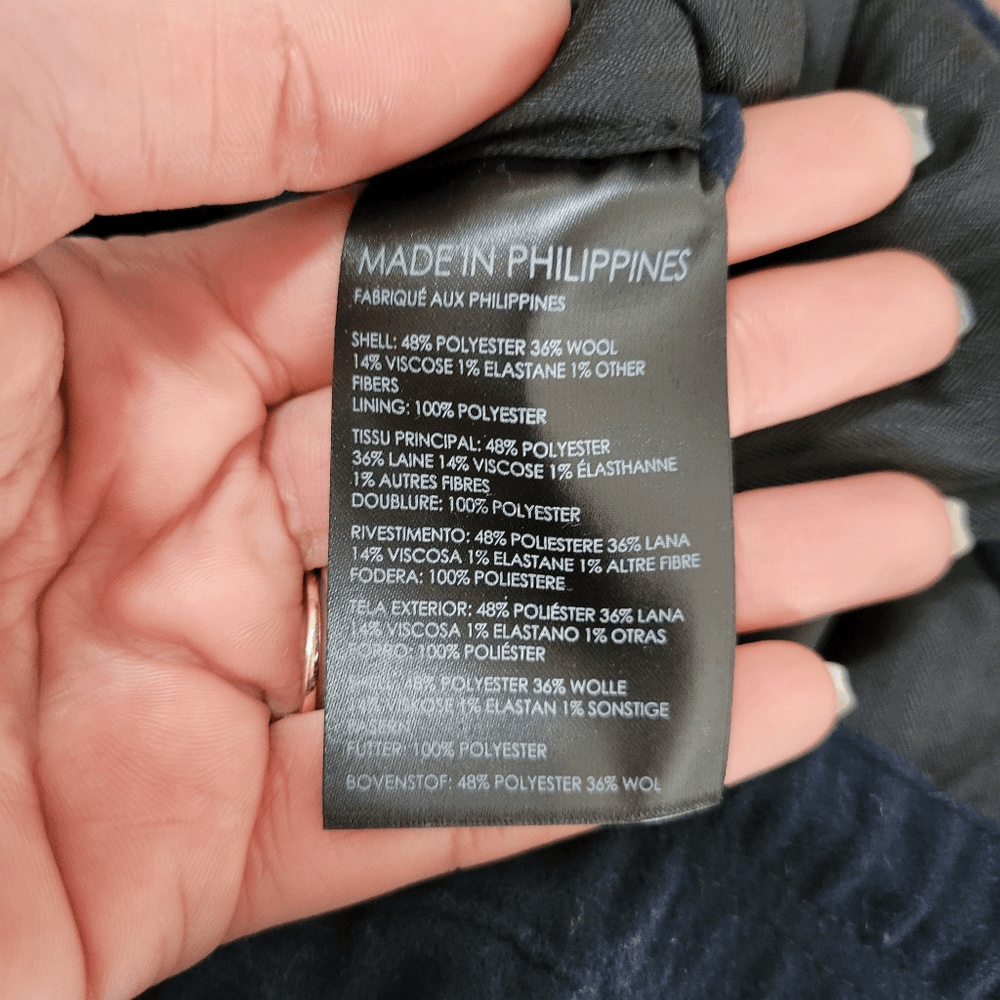 MADE IN PHILIPPINES
FABRIQUÉ AUX PHILIPPINES
SHELL: 48% POLYESTER 36% WOOL
14% VISCOSE 1% ELASTANE 1% OTHER
FIBERS
LINING: 100% POLYESTER
TISSU PRINCIPAL: 48% POLYESTER
36% LAINE 14% VISCOSE 1% ÉLASTHANNE
1% AUTRES FIBRES
DOUBLURE: 100% POLYESTER
RIVESTIMENTO: 48% POLIESTERE 36% LANA
14% VISCOSA 1% ELASTANE 1% ALTRE FIBRE
FODERA: 100% POLIESTERE
TELA EXTERIOR: 48% POLIÉSTER 36% LANA
14% VISCOSA 1% ELASTANO 1% OTRAS
100% POLIÉSTER
48% POLYESTER 36% WOLLE
VISKOSE 1% ELASTAN 1% SONSTIGE
FUTTER: 100% POLYESTER
BOVENSTOF: 48% POLYESTER 36% WOL